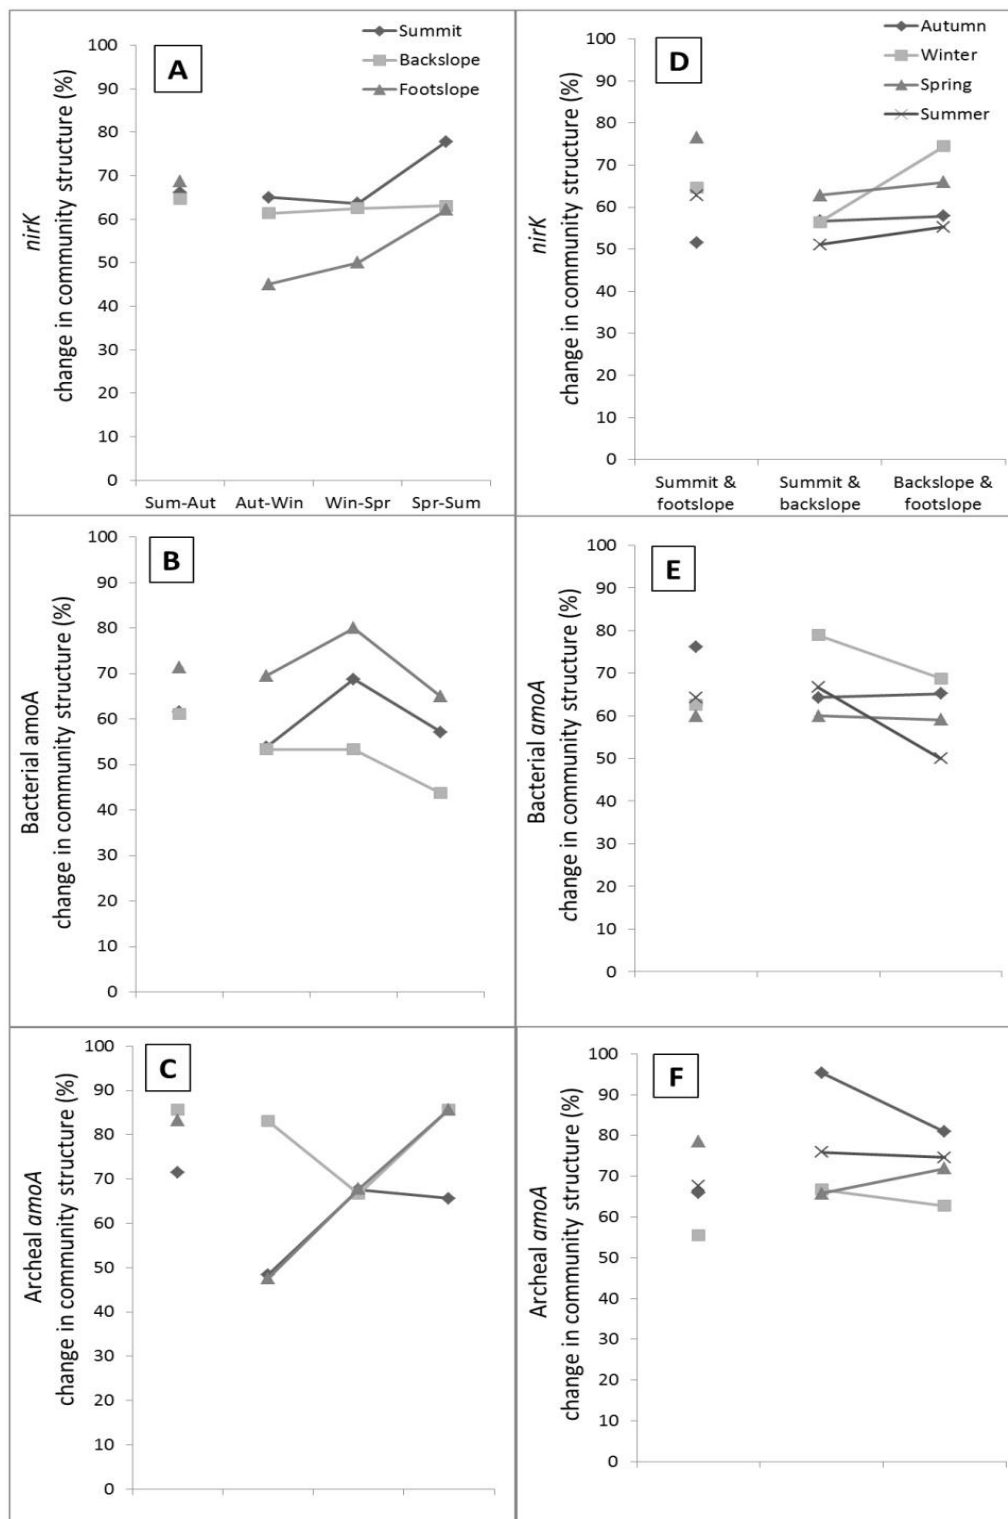 A
Summit
Backslope
Footslope
nirK
change in community structure (%)
100
90
80
70
60
50
40
30
20
10
0
Sum-Aut Aut-Win Win-Spr Spr-Sum
D
Autumn
Winter
Spring
Summer
nirK
change in community structure (%)
100
90
80
70
60
50
40
30
20
10
0
Summit & Summit & Backslope &
footslope backslope footslope
B
Bacterial amoA
change in community structure (%)
100
90
80
70
60
50
40
30
20
10
0
E
Bacterial amoA
change in community structure (%)
100
90
80
70
60
50
40
30
20
10
0
C
Archeal amoA
change in community structure (%)
100
90
80
70
60
50
40
30
20
10
0
F
Archeal amoA
change in community structure (%)
100
90
80
70
60
50
40
30
20
10
0